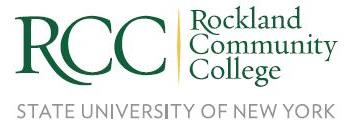 RCC
Rockland
Community
College
STATE UNIVERSITY OF NEW YORK